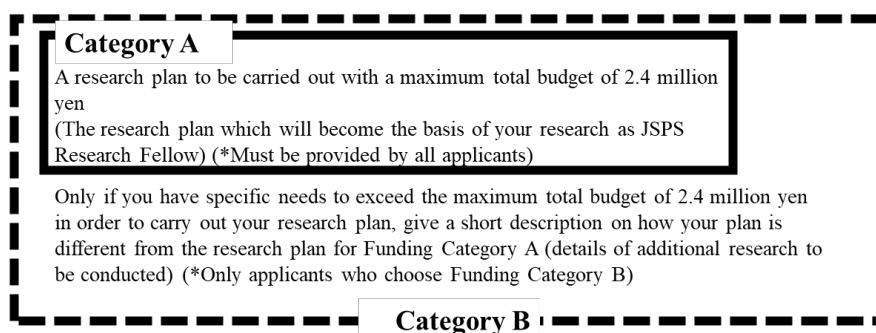 Category A
A research plan to be carried out with a maximum total budget of 2.4 million
yen
(The research plan which will become the basis of your research as JSPS
Research Fellow) (*Must be provided by all applicants)
Only if you have specific needs to exceed the maximum total budget of 2.4 million yen
in order to carry out your research plan, give a short description on how your plan is
different from the research plan for Funding Category A (details of additional research to
be conducted) (*Only applicants who choose Funding Category B)
Category B